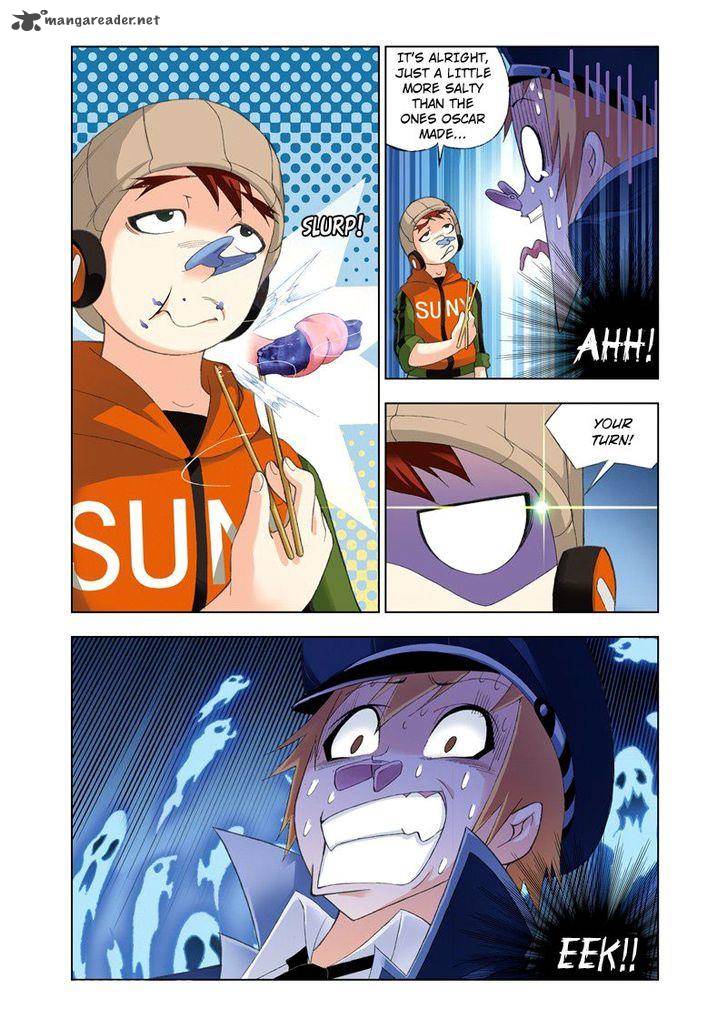 mangareader.net
SLURP!
SUN
IT'S ALRIGHT,
JUST A LITTLE
MORE SALTY
THAN THE
ONES OSCAR
MADE...
SUNY
AHH!
YOUR
TURN!
EEK!!